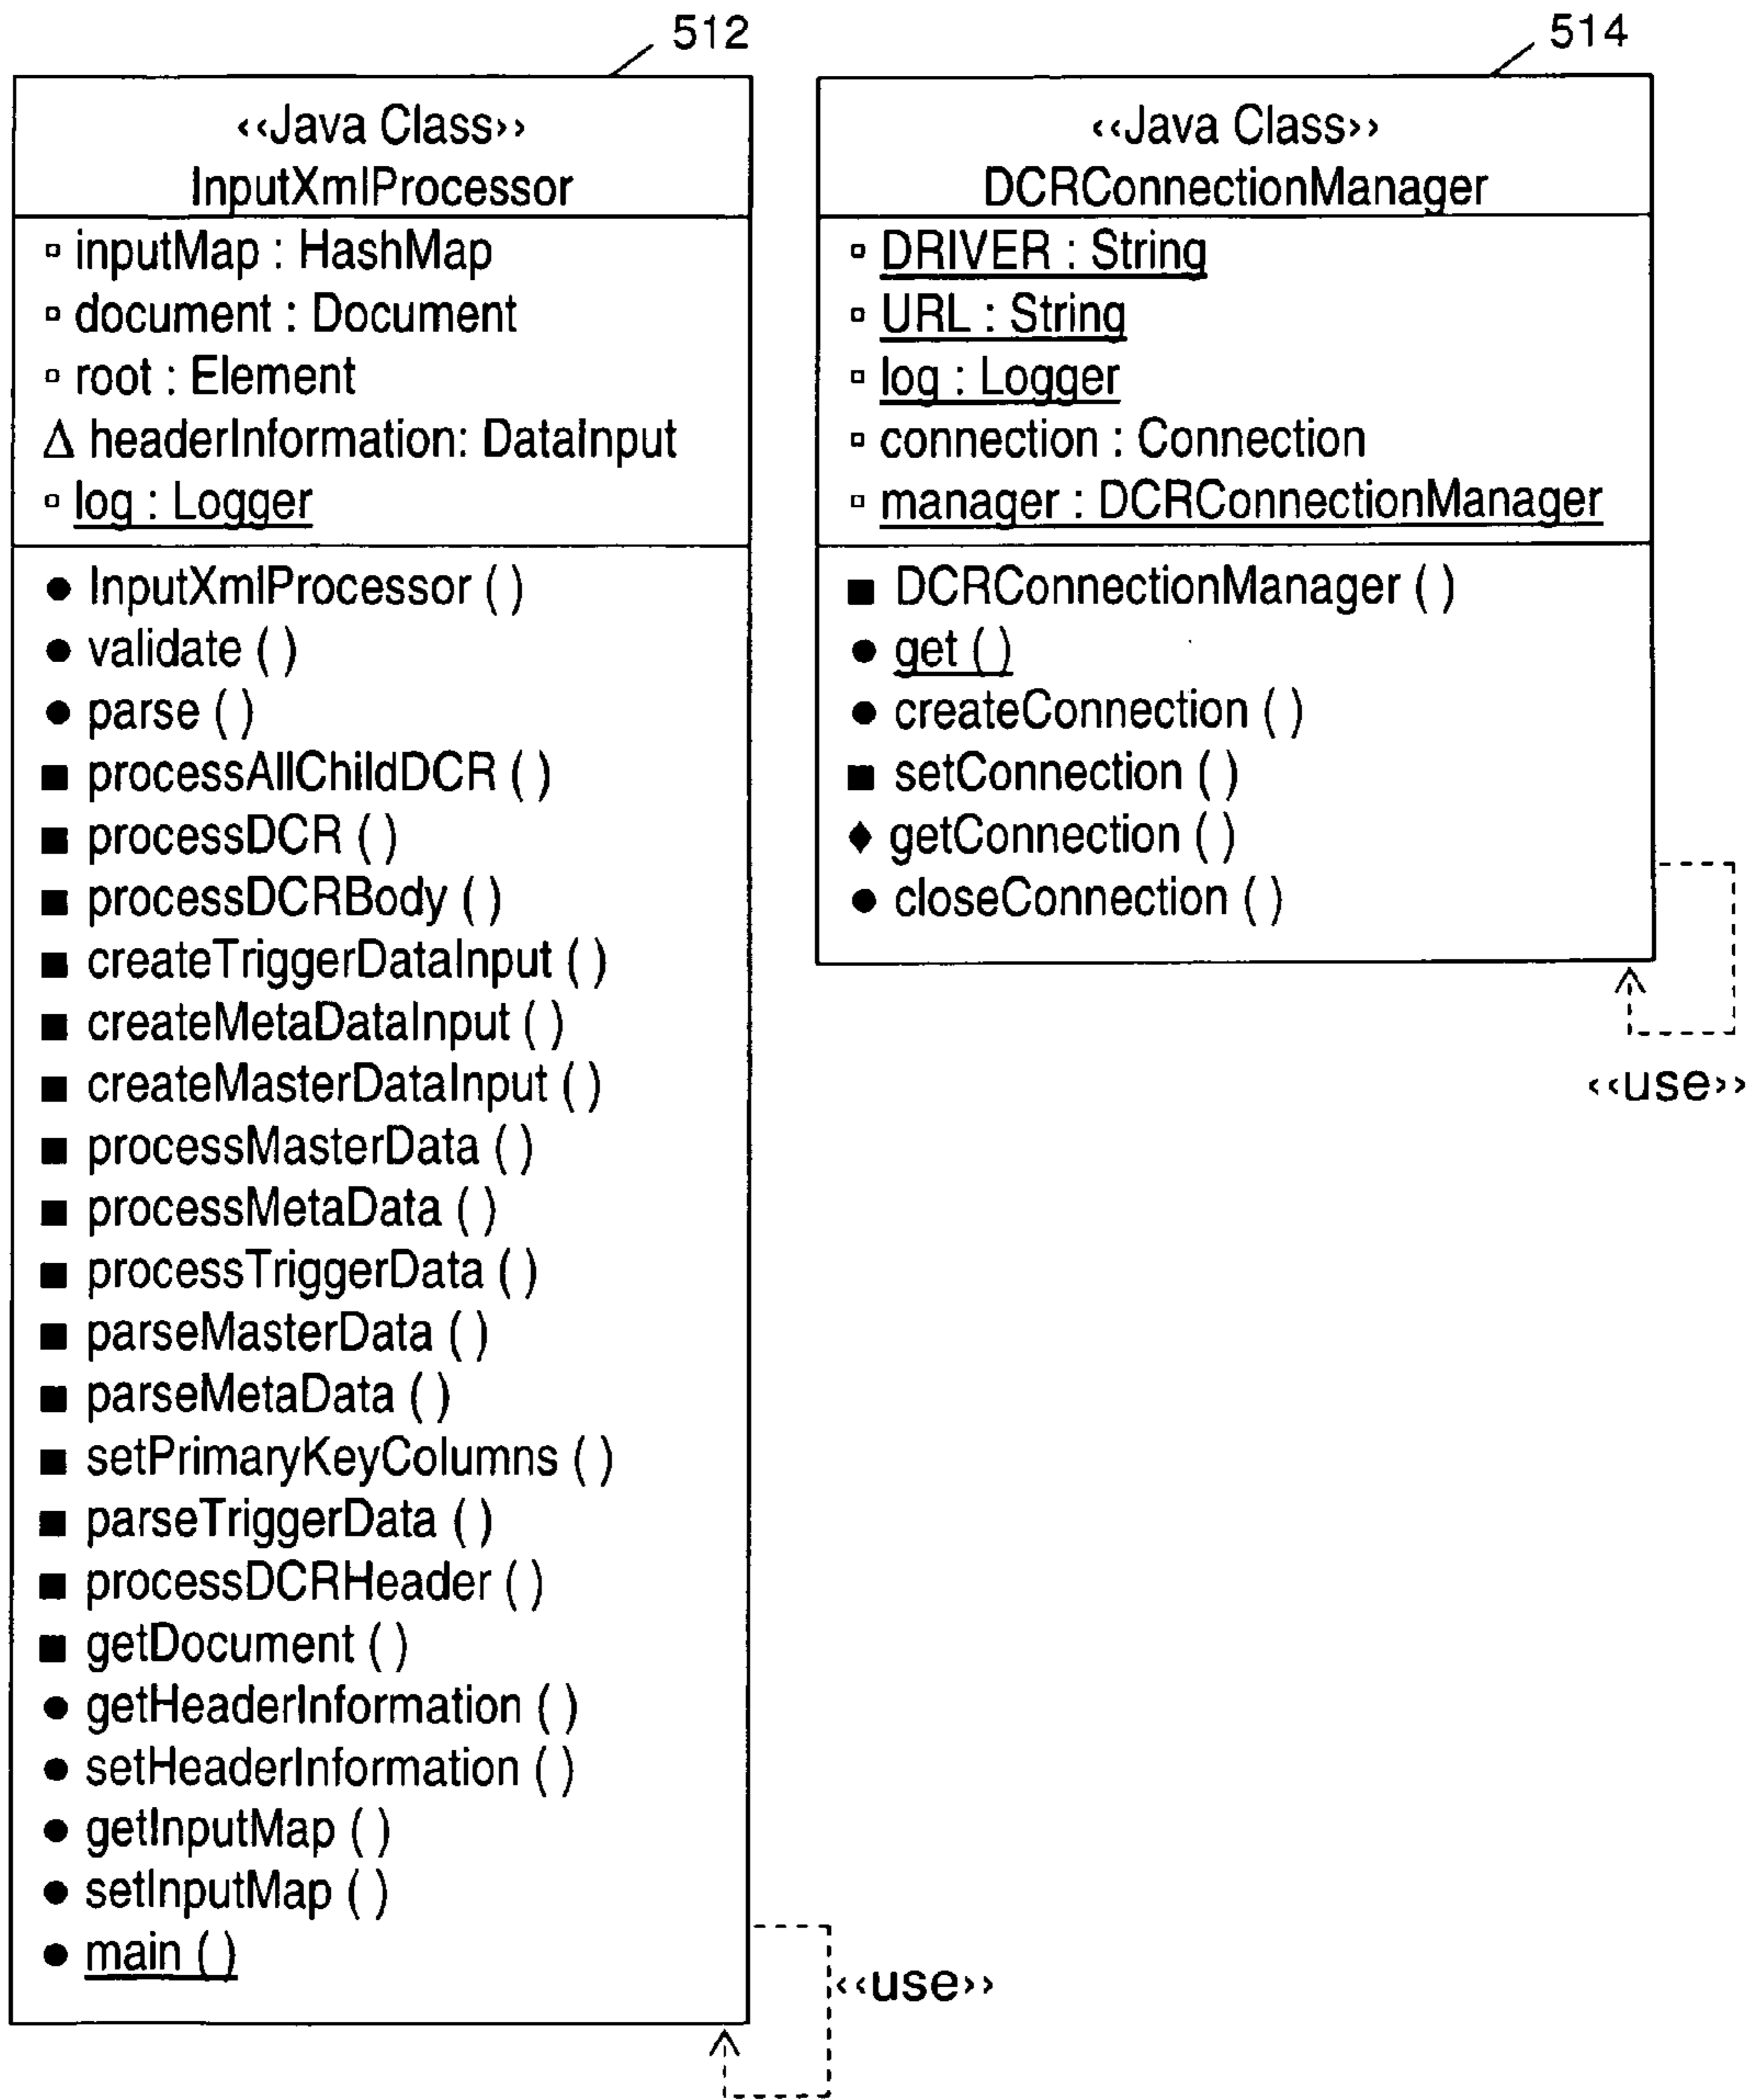 512
‹‹Java Class››
InputXmlProcessor
inputMap : HashMap
document : Document
root : Element
Δ headerInformation: DataInput
log : Logger
InputXmlProcessor ( )
validate ( )
parse ( )
processAllChildDCR ( )
processDCR ( )
processDCRBody ( )
createTriggerDataInput ( )
createMetaDataInput ( )
createMasterDataInput ( )
processMasterData ( )
processMetaData ( )
processTriggerData ( )
parseMasterData ( )
parseMetaData ( )
setPrimaryKeyColumns ( )
parseTriggerData ( )
processDCRHeader ( )
getDocument ( )
getHeaderInformation ( )
setHeaderInformation ( )
getInputMap ( )
setInputMap ( )
main ( )
‹‹use››
514
‹‹Java Class››
DCRConnectionManager
DRIVER : String
URL : String
log : Logger
connection : Connection
manager : DCRConnectionManager
DCRConnectionManager ( )
get ( )
createConnection ( )
setConnection ( )
getConnection ( )
closeConnection ( )
‹‹use››